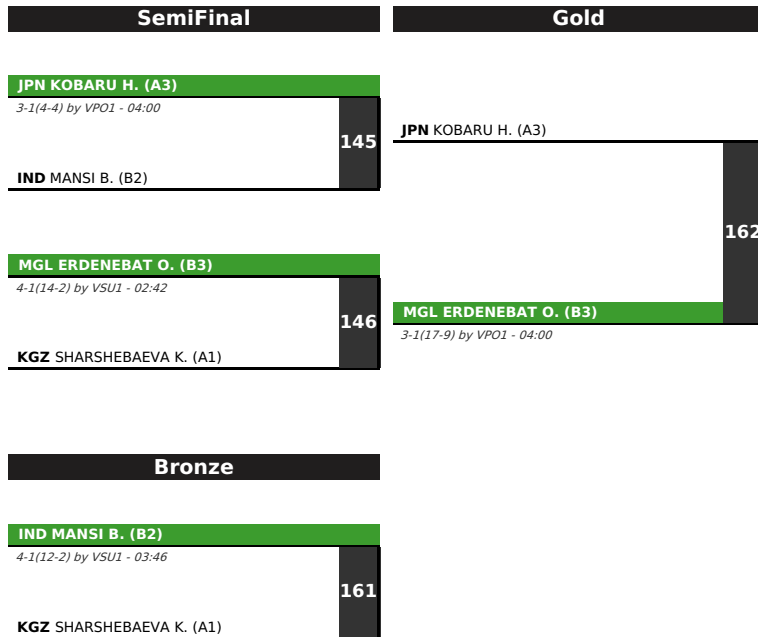 SemiFinal
JPN KOBARU H. (A3)
3-1(4-4) by VPO1 - 04:00
145
IND MANSI B. (B2)
MGL ERDENEBAT O. (B3)
4-1(14-2) by VSU1 - 02:42
146
KGZ SHARSHEBAEVA K. (A1)
Gold
JPN KOBARU H. (A3)
162
MGL ERDENEBAT O. (B3)
3-1(17-9) by VPO1 - 04:00
Bronze
IND MANSI B. (B2)
4-1(12-2) by VSU1 - 03:46
161
KGZ SHARSHEBAEVA K. (A1)